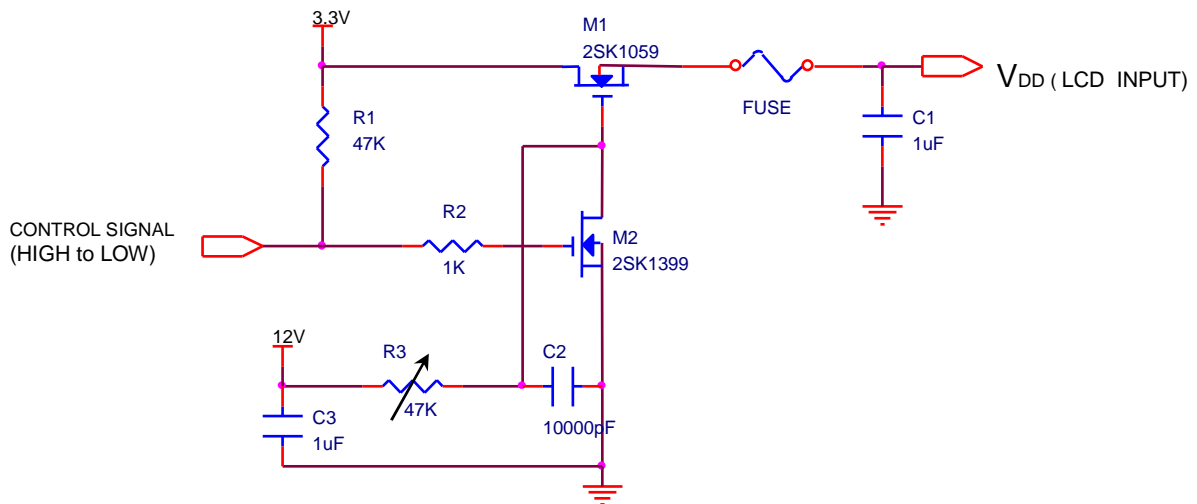 3.3V
M1
2SK1059
FUSE
VDD ( LCD INPUT)
R1
47K
C1
1uF
CONTROL SIGNAL
(HIGH to LOW)
R2
1K
M2
2SK1399
12V
R3
47K
C2
10000pF
C3
1uF